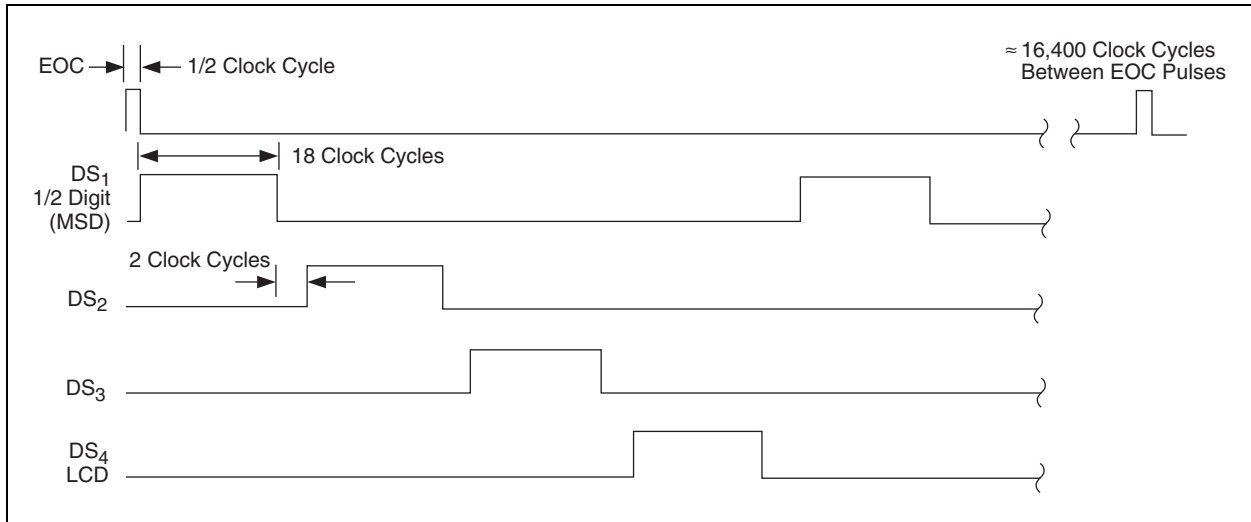 EOC
1/2 Clock Cycle
≈ 16,400 Clock Cycles
Between EOC Pulses
18 Clock Cycles
DS1
1/2 Digit
(MSD)
2 Clock Cycles
DS2
DS3
DS4
LCD